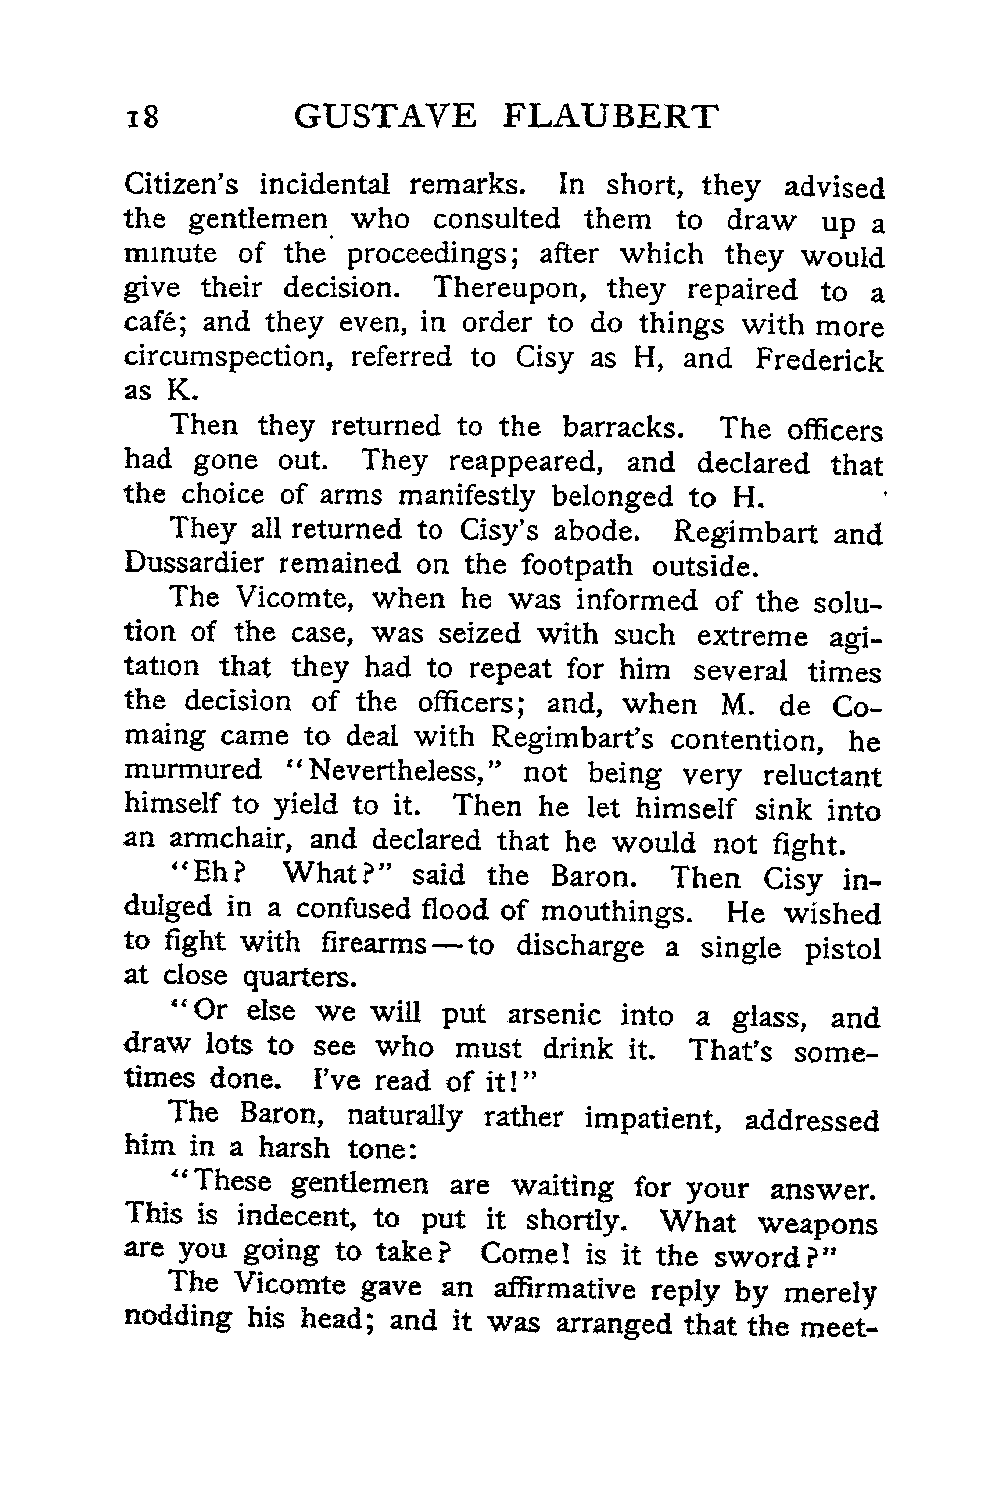 18 GUSTAVE FLAUBERT
Citizen's incidental remarks. In short, they advised
the gentlemen who consulted them to draw up a
minute of the proceedings; after which they would
give their decision. Thereupon, they repaired to a
café; and they even, in order to do things with more
circumspection, referred to Cisy as H, and Frederick
as K.
Then they returned to the barracks. The officers
had gone out. They reappeared, and declared that
the choice of arms manifestly belonged to H.
They all returned to Cisy's abode. Regimbart and
Dussardier remained on the footpath outside.
The Vicomte, when he was informed of the solu-
tion of the case, was seized with such extreme agi-
tation that they had to repeat for him several times
the decision of the officers; and, when M. de Co-
maing came to deal with Regimbart's contention, he
murmured "Nevertheless," not being very reluctant
himself to yield to it. Then he let himself sink into
an armchair, and declared that he would not fight.
"Eh? What?" said the Baron. Then Cisy in-
dulged in a confused flood of mouthings. He wished
to fight with firearms—to discharge a single pistol
at close quarters.
"Or else we will put arsenic into a glass, and
draw lots to see who must drink it. That's some-
times done. I've read of it!"
The Baron, naturally rather impatient, addressed
him in a harsh tone:
"These gentlemen are waiting for your answer.
This is indecent, to put it shortly. What weapons
are you going to take? Come! is it the sword?"
The Vicomte gave an affirmative reply by merely
nodding his head; and it was arranged that the meet-